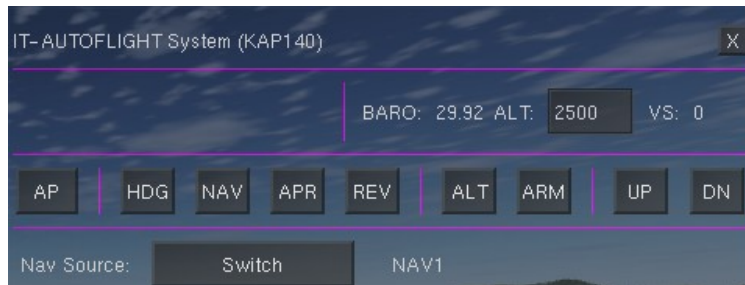 IT-AUTOFLIGHT System (KAP140) X
BARO: 29.92 ALT: 2500 VS: 0
AP HDG NAV APR REV ALT ARM UP DN
Nav Source: Switch NAV1